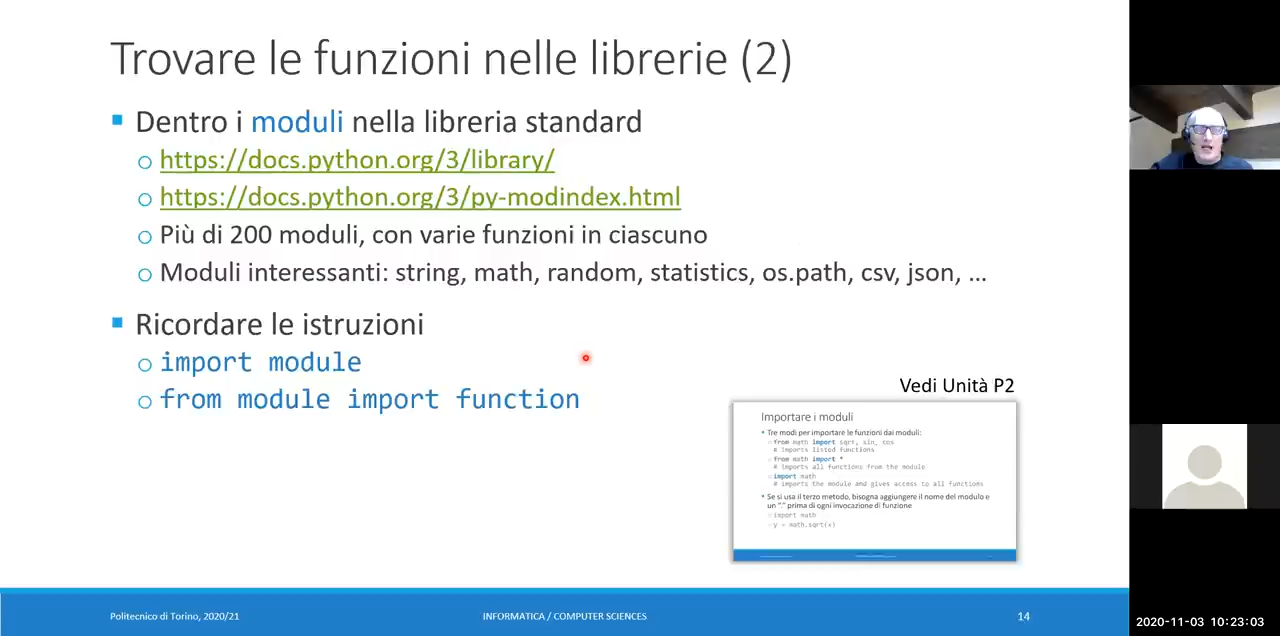 Trovare le funzioni nelle librerie (2)
Dentro i moduli nella libreria standard
https://docs.python.org/3/library/
https://docs.python.org/3/py-modindex.html
Più di 200 moduli, con varie funzioni in ciascuno
Moduli interessanti: string, math, random, statistics, os.path, csv, json, …
Ricordare le istruzioni
import module
from module import function
Vedi Unità P2
Importare i moduli
Tre modi per importare le funzioni dai moduli:
from math import sqrt, sin, cos
# imports listed functions
from math import *
# imports all functions from the module
import math
# imports the module and gives access to all functions
Se si usa il terzo metodo, bisogna aggiungere il nome del modulo e
un "." prima di ogni invocazione di funzione
import math
y = math.sqrt(x)
Politecnico di Torino, 2020/21
INFORMATICA / COMPUTER SCIENCES
14
2020-11-03 10:23:03